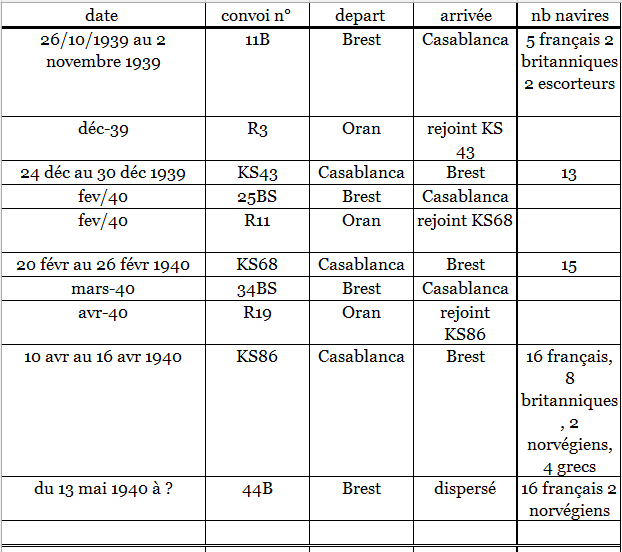 date convoi n° depart arrivée nb navires
26/10/1939 au 2 11B Brest Casablanca 5 français 2
novembre 1939 britanniques
2 escorteurs
déc-39 R3 Oran rejoint KS
43
24 déc au 30 déc 1939 KS43 Casablanca Brest 13
fev/40 25BS Brest Casablanca
fev/40 R11 Oran rejoint KS68
20 févr au 26 févr 1940 KS68 Casablanca Brest 15
mars-40 34BS Brest Casablanca
avr-40 R19 Oran rejoint
KS86
10 avr au 16 avr 1940 KS86 Casablanca Brest 16 français,
8
britanniques
, 2
norvégiens,
4 grecs
du 13 mai 1940 à ? 44B Brest dispersé 16 français 2
norvégiens